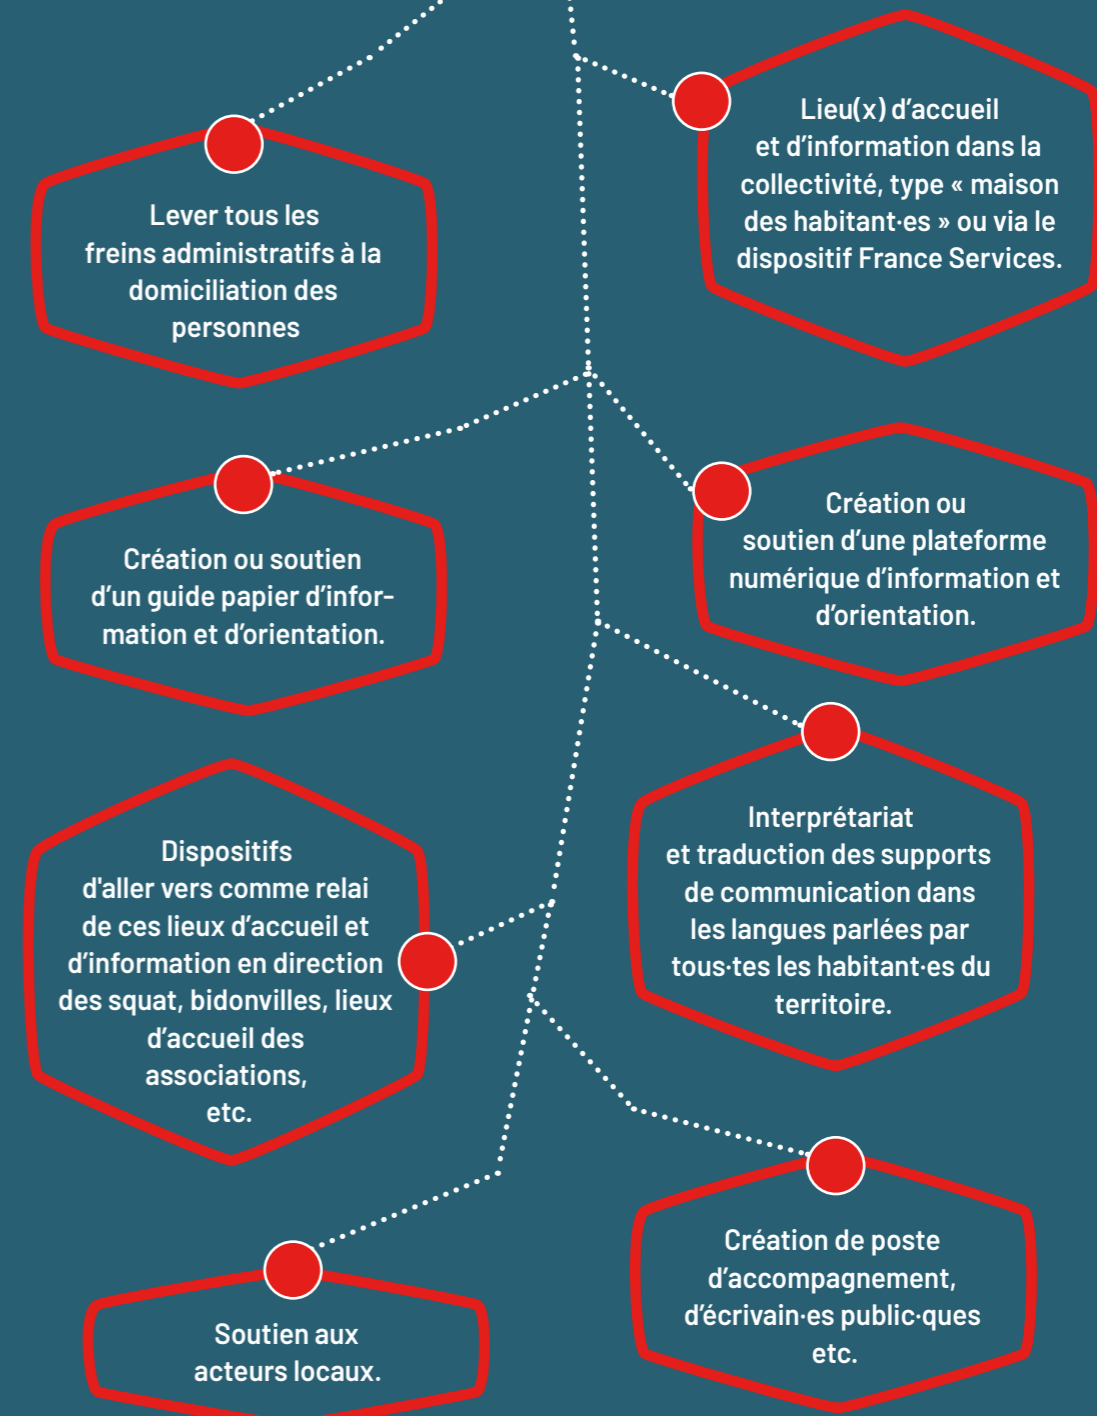 Lieu(x) d’accueil
et d’information dans la
collectivité, type « maison
des habitant·es » ou via le
dispositif France Services.
Lever tous les
freins administratifs à la
domiciliation des
personnes
Création ou
soutien d’une plateforme
numérique d’information et
d’orientation.
Création ou soutien
d’un guide papier d’infor-
mation et d’orientation.
Interprétariat
et traduction des supports
de communication dans
les langues parlées par
tous·tes les habitant·es du
territoire.
Dispositifs
d'aller vers comme relai
de ces lieux d’accueil et
d’information en direction
des squat, bidonvilles, lieux
d’accueil des
associations,
etc.
Création de poste
d’accompagnement,
d’écrivain·es public·ques
etc.
Soutien aux
acteurs locaux.